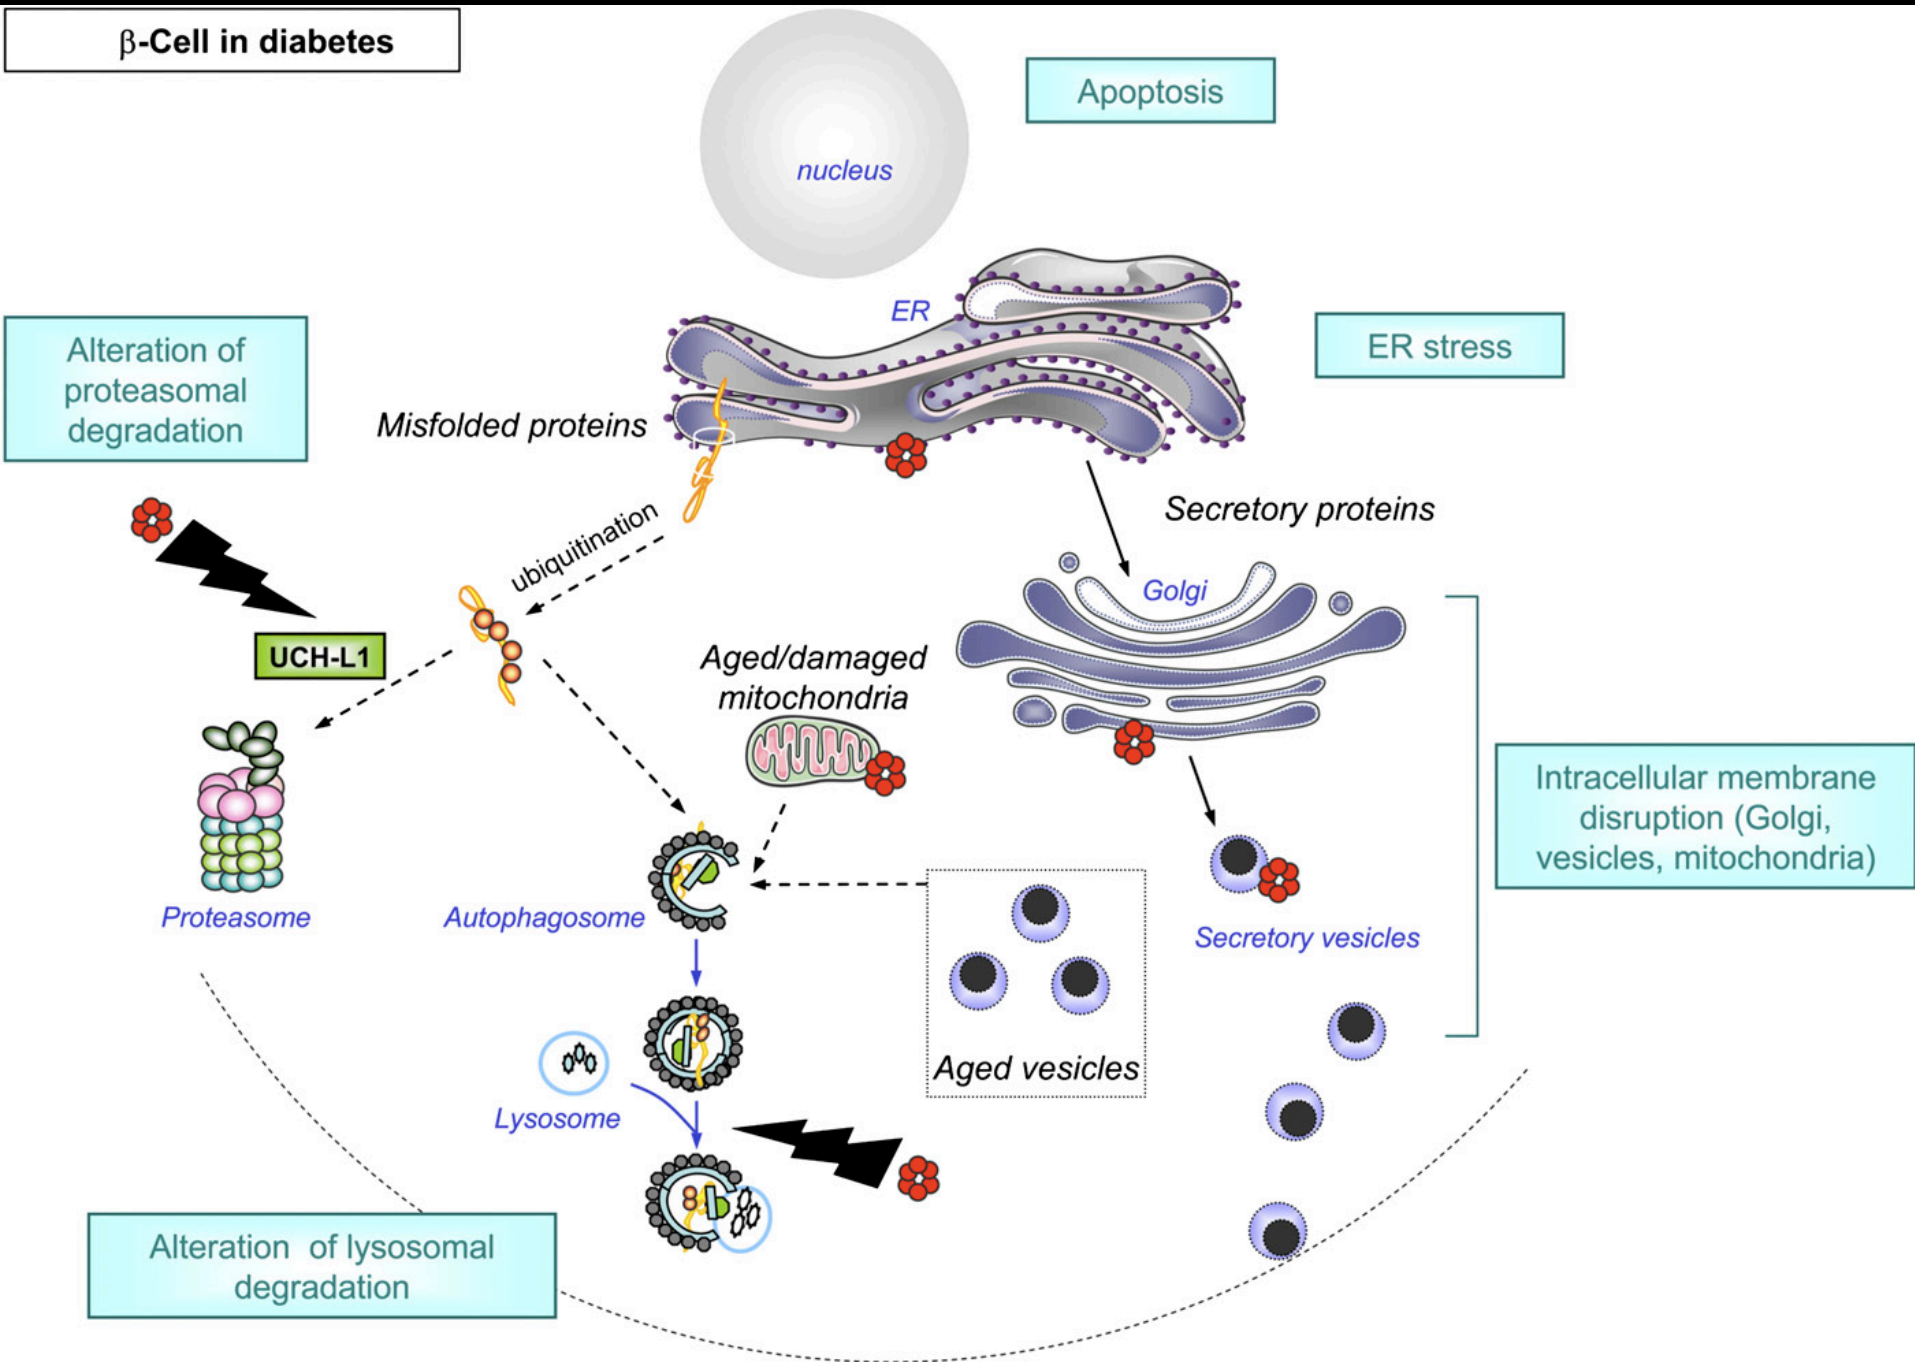 β-Cell in diabetes
Apoptosis
nucleus
ER
ER stress
Alteration of
proteasomal
degradation
Misfolded proteins
Secretory proteins
ubiquitination
Golgi
UCH-L1
Aged/damaged
mitochondria
Intracellular membrane
disruption (Golgi,
vesicles, mitochondria)
Proteasome
Autophagosome
Secretory vesicles
Aged vesicles
Lysosome
Alteration of lysosomal
degradation